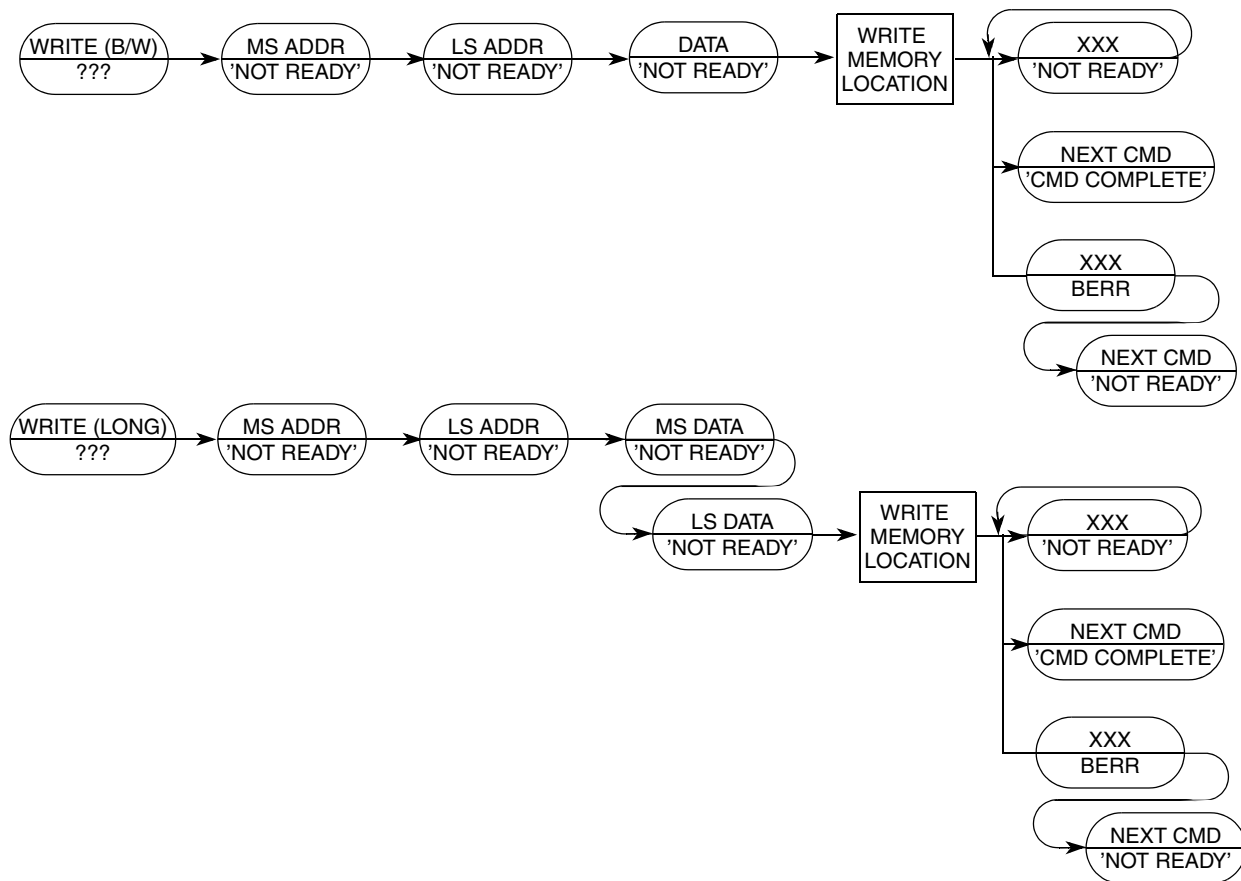 WRITE (B/W)
???
MS ADDR
'NOT READY'
LS ADDR
'NOT READY'
DATA
'NOT READY'
WRITE
MEMORY
LOCATION
XXX
'NOT READY'
NEXT CMD
'CMD COMPLETE'
XXX
BERR
NEXT CMD
'NOT READY'
WRITE (LONG)
???
MS ADDR
'NOT READY'
LS ADDR
'NOT READY'
MS DATA
'NOT READY'
LS DATA
'NOT READY'
WRITE
MEMORY
LOCATION
XXX
'NOT READY'
NEXT CMD
'CMD COMPLETE'
XXX
BERR
NEXT CMD
'NOT READY'